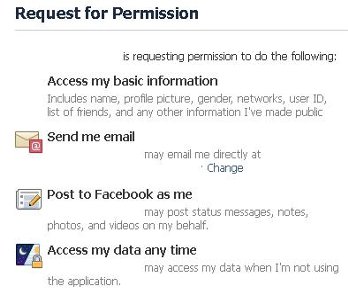 Request for Permission
is requesting permission to do the following:
Access my basic information
Includes name, profile picture, gender, networks, user ID,
list of friends, and any other information I've made public
Send me email
may email me directly at
· Change
Post to Facebook as me
may post status messages, notes,
photos, and videos on my behalf.
Access my data any time
may access my data when I'm not using
the application.